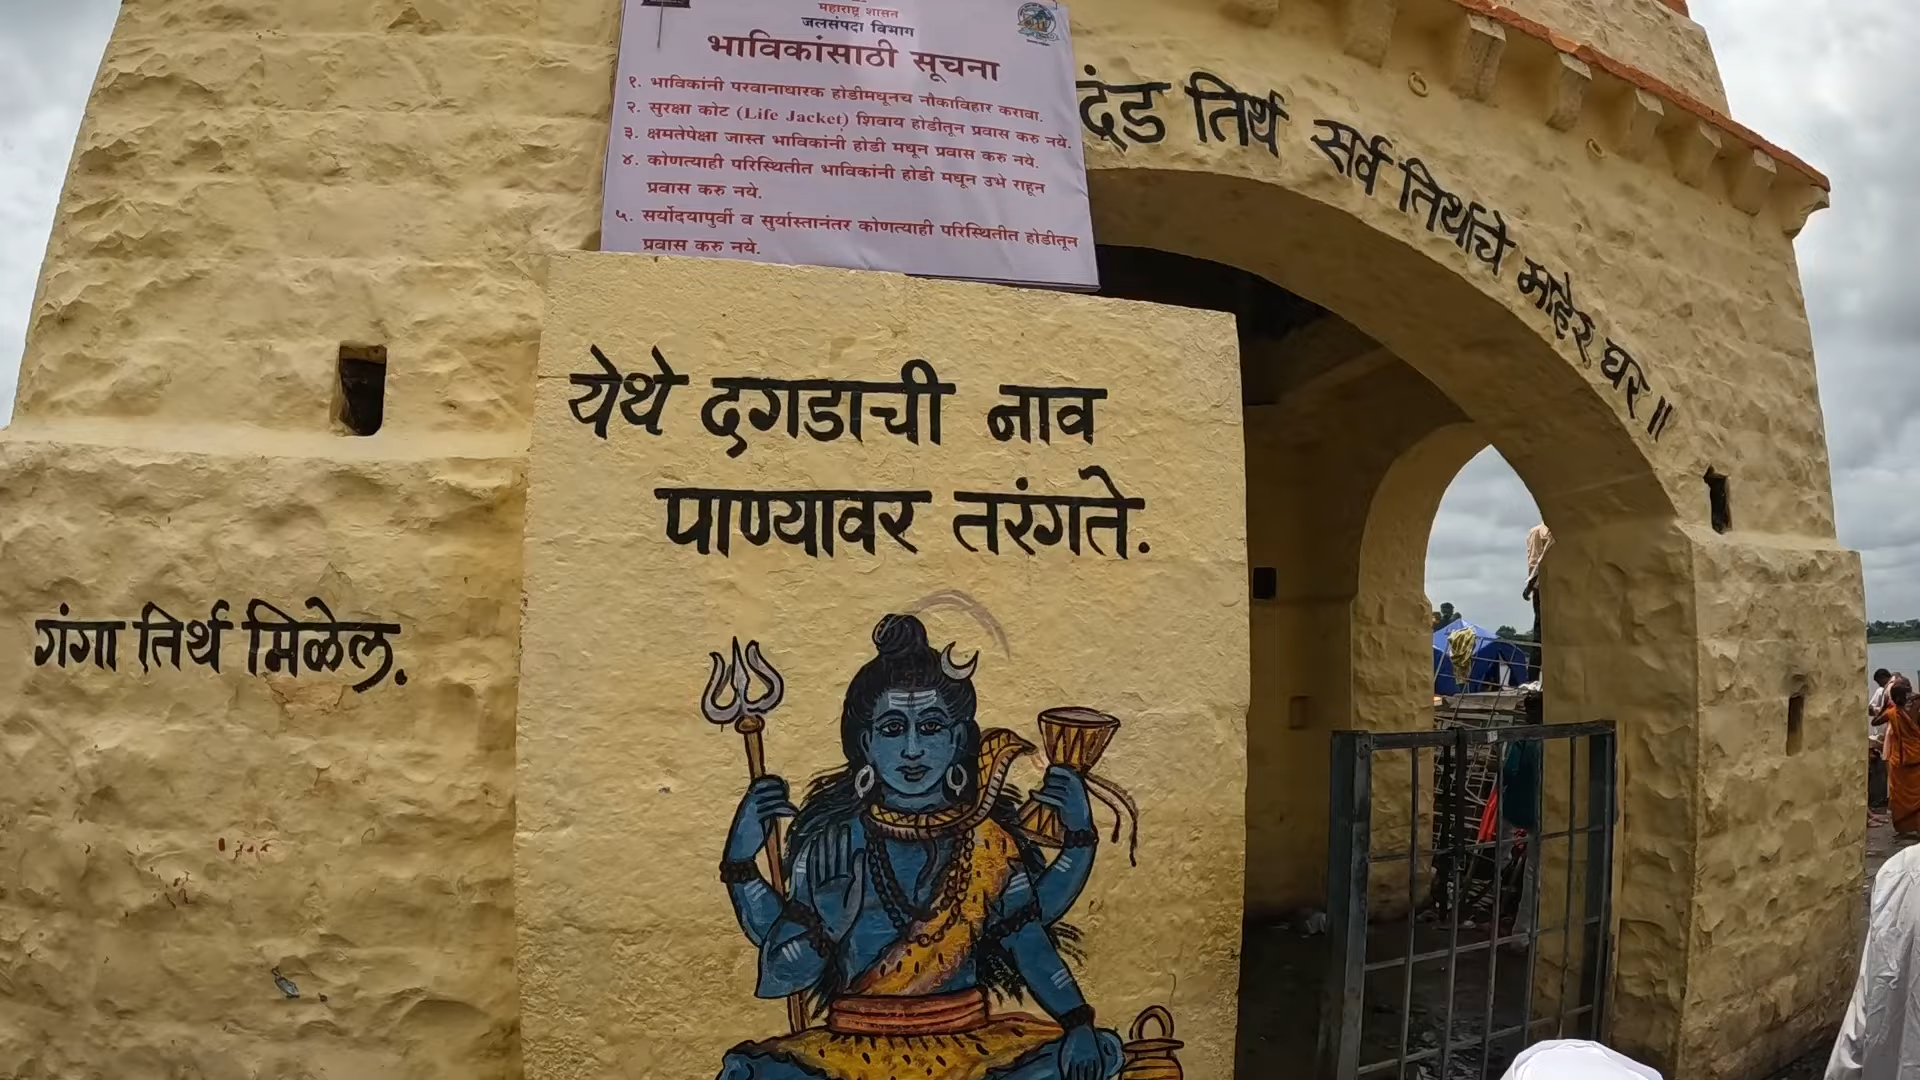 महाराष्ट्र शासन
जलसंपदा विभाग
भाविकांसाठी सूचना
१. भाविकांनी परवानाधारक होडीमधूनच नौकाविहार करावा.
२. सुरक्षा कोट (Life Jacket) शिवाय होडीतून प्रवास करु नये.
३. क्षमतेपेक्षा जास्त भाविकांनी होडी मधून प्रवास करु नये.
४. कोणत्याही परिस्थितीत भाविकांनी होडी मधून उभे राहून
प्रवास करु नये.
५. सर्योदयापुर्वी व सुर्यास्तानंतर कोणत्याही परिस्थितीत होडीतून
प्रवास करु नये.
दंड तिर्थ सर्व तिर्थाचे माहेर घर ॥
येथे दगडाची नाव
पाण्यावर तरंगते.
गंगा तिर्थ मिळेल.